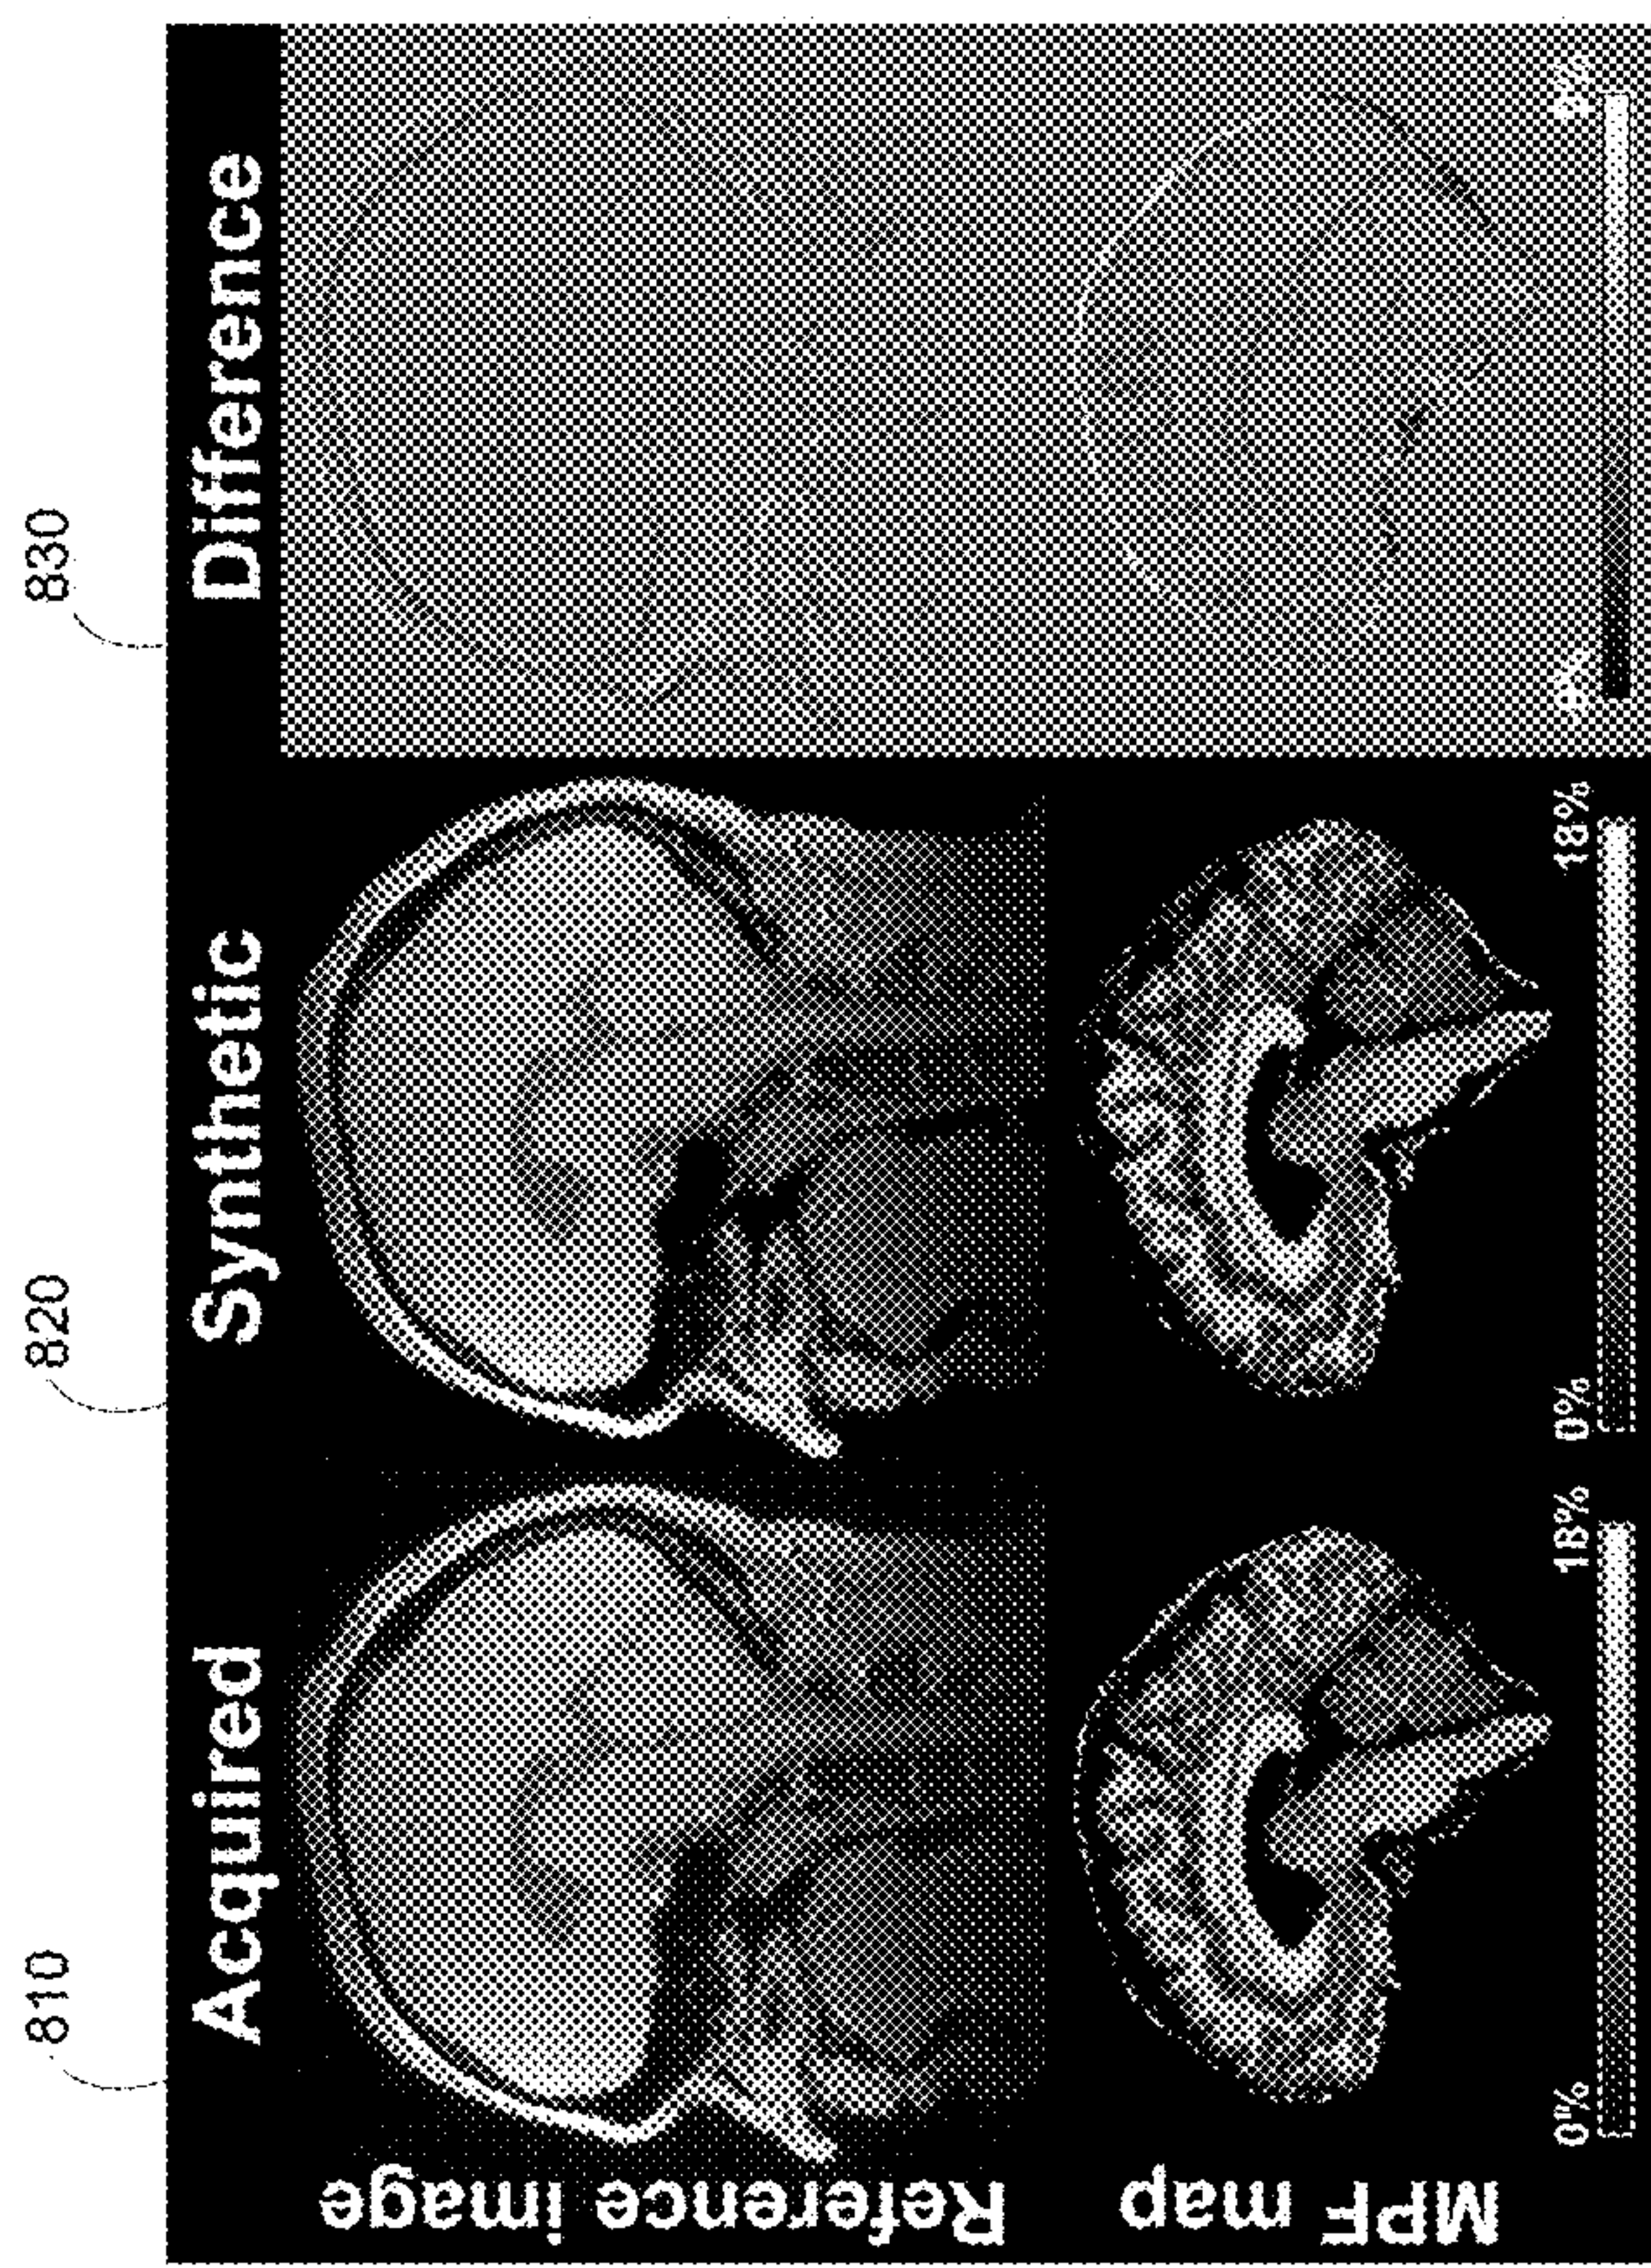 810 820 830
Acquired Synthetic Difference
Reference image
MPF map
0% 18% 0% 18%